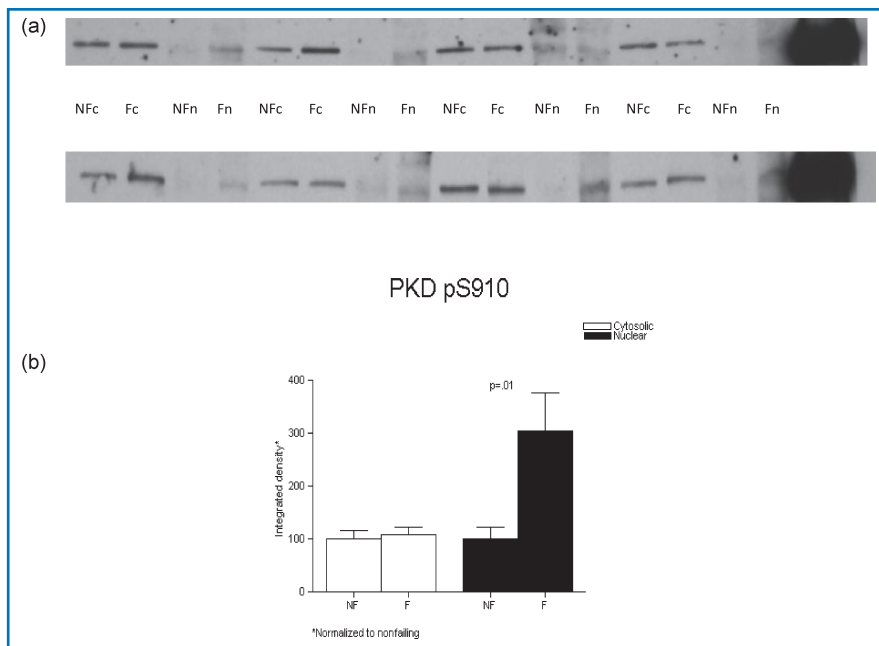 (a)
NFc Fc NFn Fn NFc Fc NFn Fn NFc Fc NFn Fn NFc Fc NFn Fn
PKD pS910
Cytosolic
Nuclear
(b)
400
300
200
100
0
Integrated density*
p=.01
NF F NF F
*Normalized to nonfailing